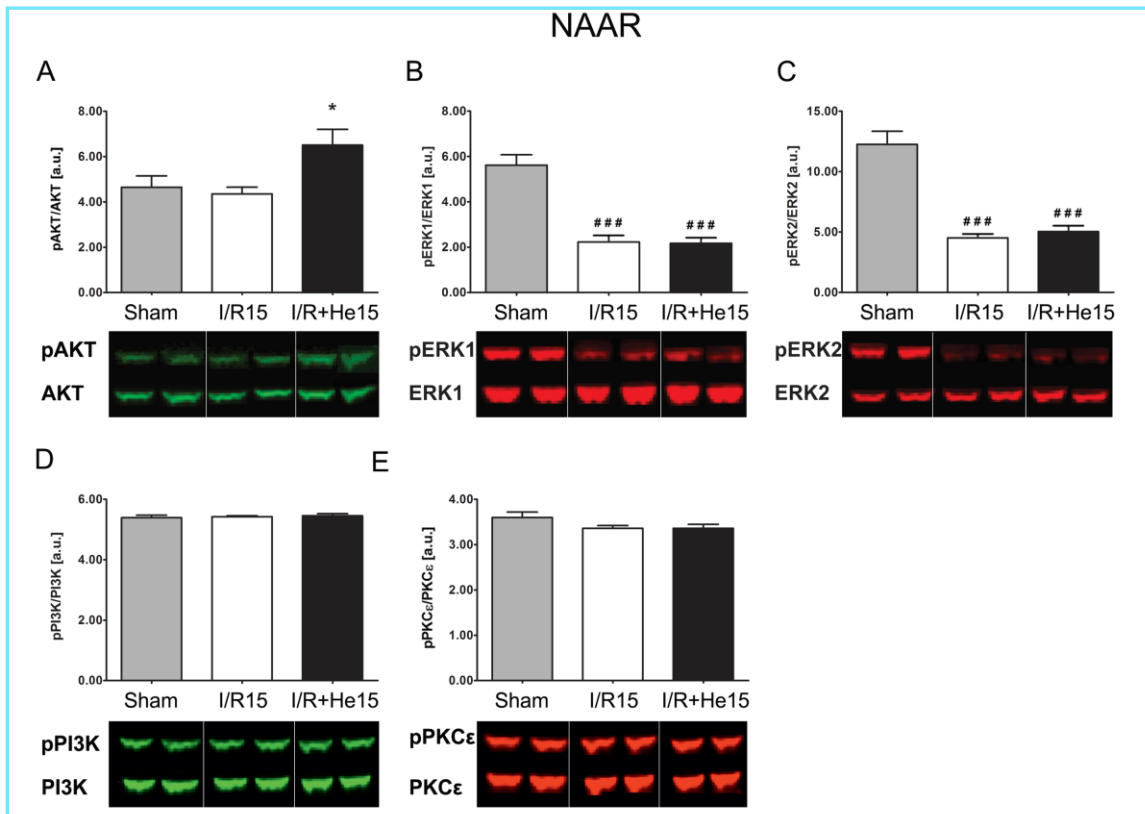 NAAR
A
pAKT/AKT [a.u.]
8.00
6.00
4.00
2.00
0.00
*
Sham I/R15 I/R+He15
pAKT
AKT
B
pERK1/ERK1 [a.u.]
8.00
6.00
4.00
2.00
0.00
### ###
Sham I/R15 I/R+He15
pERK1
ERK1
C
pERK2/ERK2 [a.u.]
15.00
10.00
5.00
0.00
### ###
Sham I/R15 I/R+He15
pERK2
ERK2
D
pPI3K/PI3K [a.u.]
6.00
4.00
2.00
0.00
Sham I/R15 I/R+He15
pPI3K
PI3K
E
pPKCε/PKCε [a.u.]
4.00
3.00
2.00
1.00
0.00
Sham I/R15 I/R+He15
pPKCε
PKCε